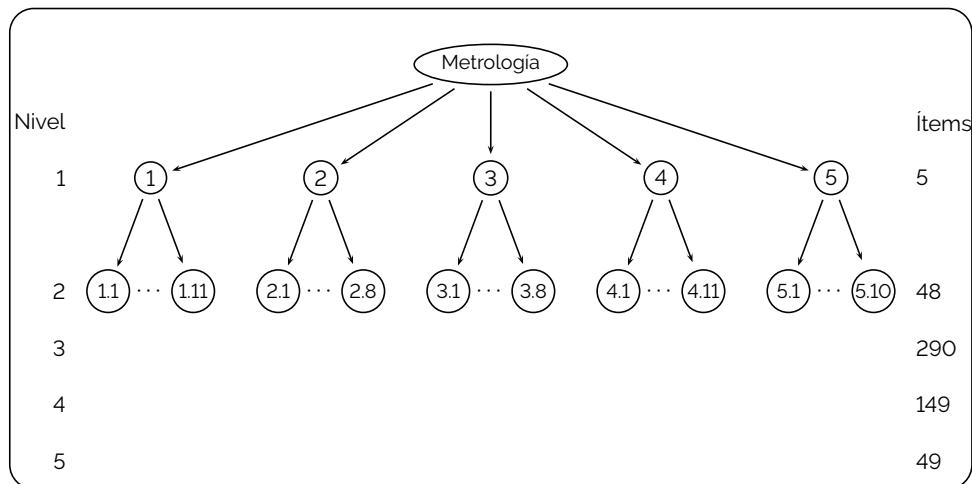 Metrología
Nivel Ítems
1 1 2 3 4 5 5
2 1.1 ··· 1.11 2.1 ··· 2.8 3.1 ··· 3.8 4.1 ··· 4.11 5.1 ··· 5.10 48
3 290
4 149
5 49